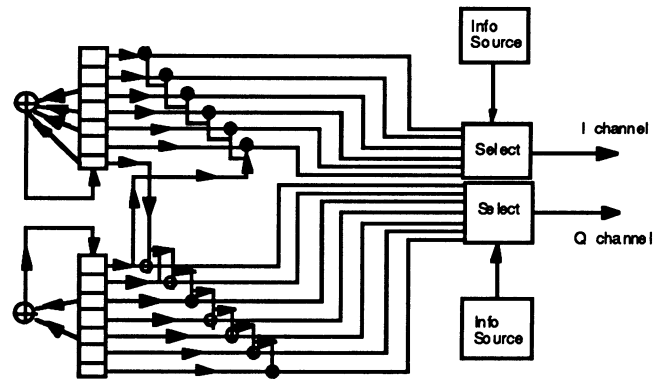 Info
Source
Select
I channel
Select
Q channel
Info
Source